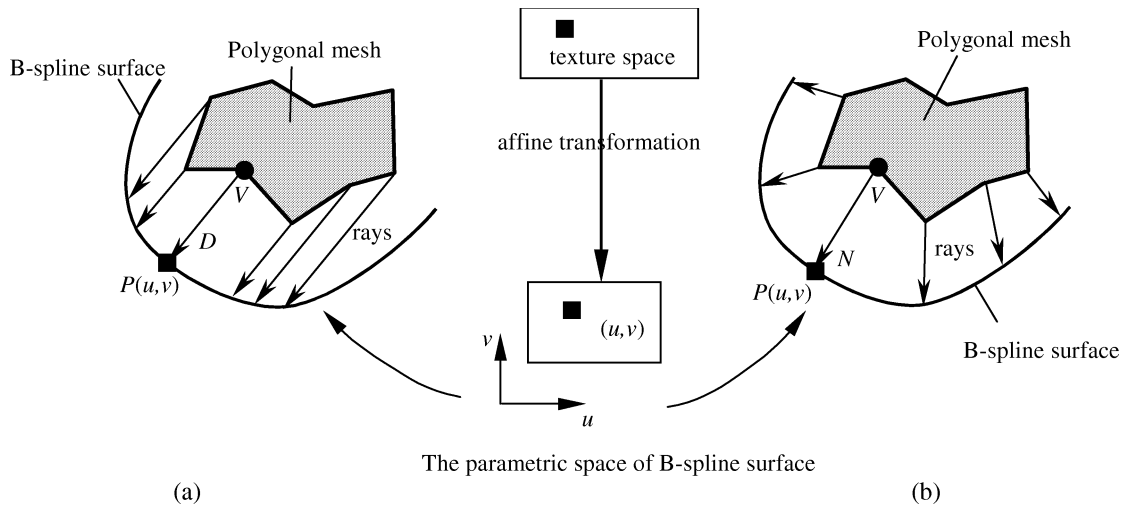 B-spline surface
Polygonal mesh
V
D
rays
P(u,v)
(a)
texture space
affine transformation
(u,v)
v
u
The parametric space of B-spline surface
Polygonal mesh
V
N
rays
P(u,v)
B-spline surface
(b)